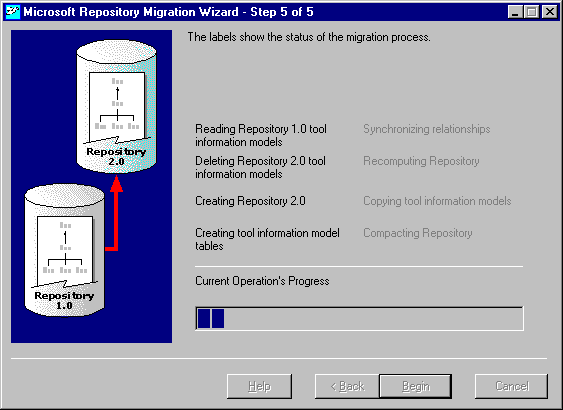 Microsoft Repository Migration Wizard - Step 5 of 5
The labels show the status of the migration process.
Repository
2.0
Repository
1.0
Reading Repository 1.0 tool
information models
Deleting Repository 2.0 tool
information models
Creating Repository 2.0
Creating tool information model
tables
Synchronizing relationships
Recomputing Repository
Copying tool information models
Compacting Repository
Current Operation's Progress
Help
< Back
Begin
Cancel